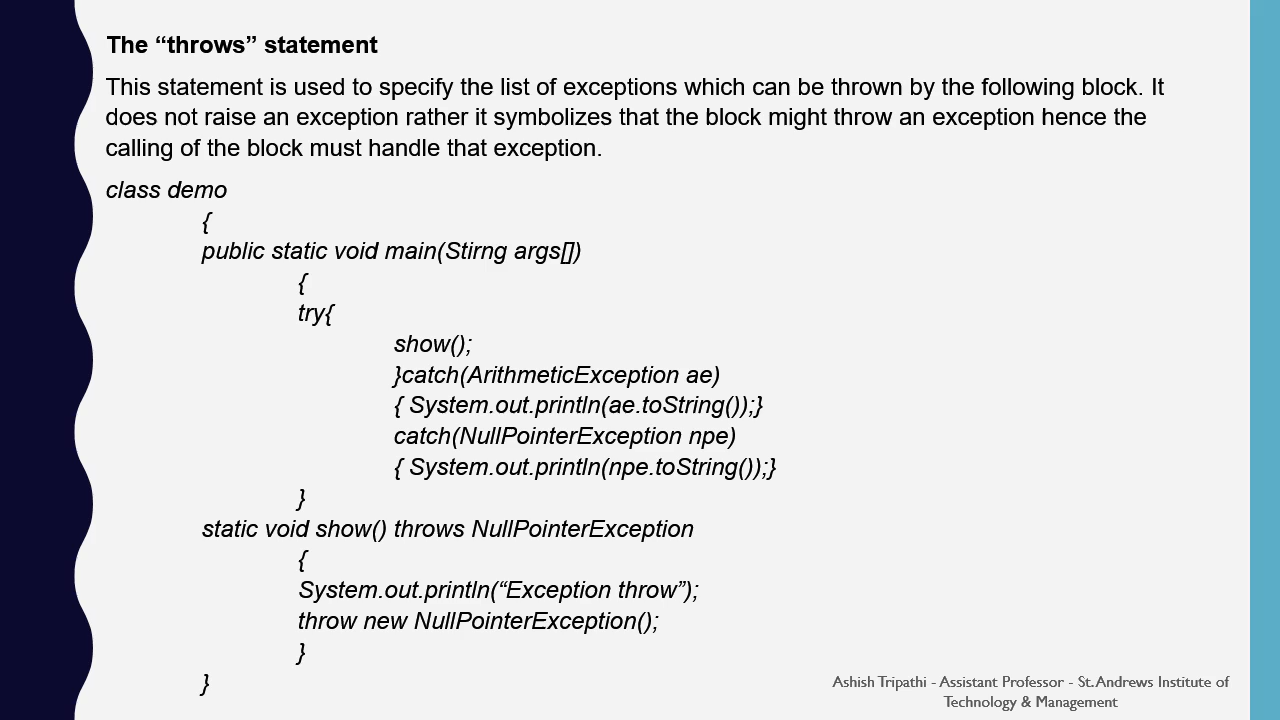 The “throws” statement
This statement is used to specify the list of exceptions which can be thrown by the following block. It
does not raise an exception rather it symbolizes that the block might throw an exception hence the
calling of the block must handle that exception.
class demo
{
public static void main(Stirng args[])
{
try{
show();
}catch(ArithmeticException ae)
{ System.out.println(ae.toString());}
catch(NullPointerException npe)
{ System.out.println(npe.toString());}
}
static void show() throws NullPointerException
{
System.out.println(“Exception throw”);
throw new NullPointerException();
}
}
Ashish Tripathi - Assistant Professor - St.Andrews Institute of
Technology & Management